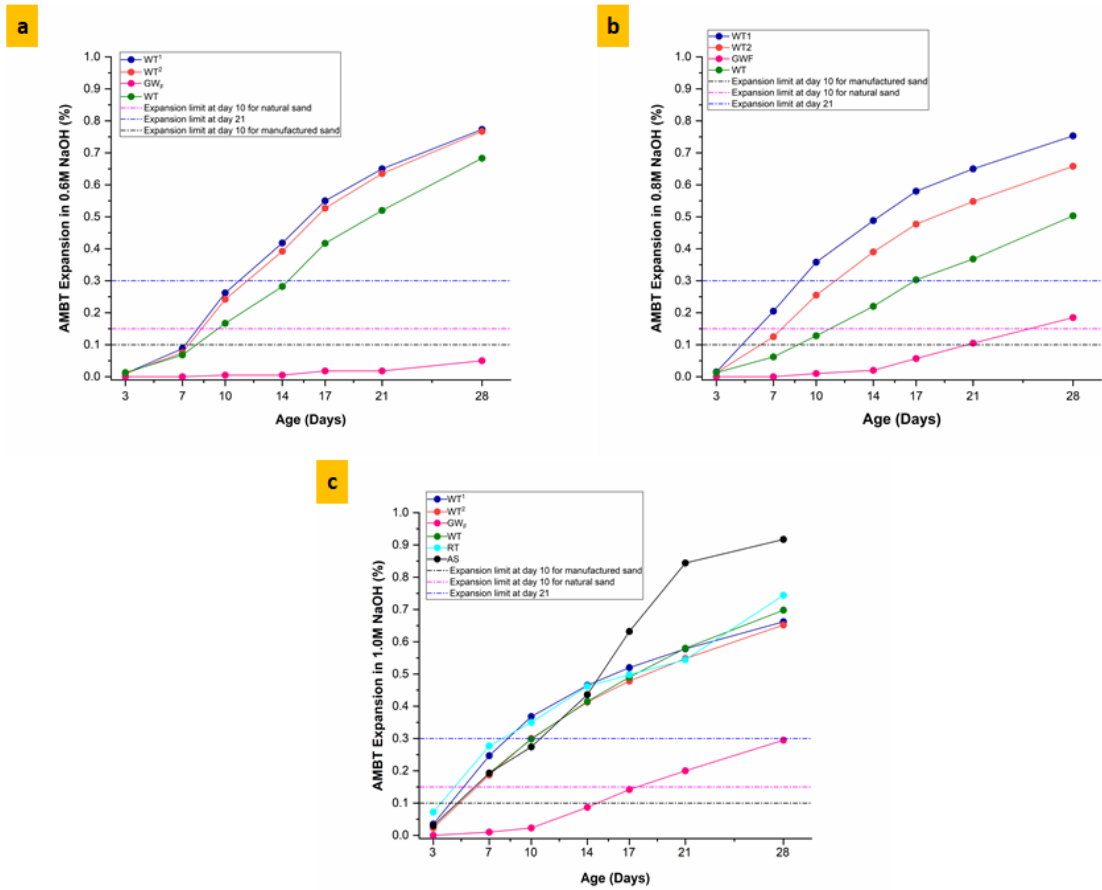 a
WT¹
WT²
GW_F
WT
Expansion limit at day 10 for natural sand
Expansion limit at day 21
Expansion limit at day 10 for manufactured sand
AMBT Expansion in 0.6M NaOH (%)
1.0
0.9
0.8
0.7
0.6
0.5
0.4
0.3
0.2
0.1
0.0
3 7 10 14 17 21 28
Age (Days)
b
WT1
WT2
GWF
WT
Expansion limit at day 10 for manufactured sand
Expansion limit at day 10 for natural sand
Expansion limit at day 21
AMBT Expansion in 0.8M NaOH (%)
1.0
0.9
0.8
0.7
0.6
0.5
0.4
0.3
0.2
0.1
0.0
3 7 10 14 17 21 28
Age (Days)
c
WT¹
WT²
GW_F
WT
RT
AS
Expansion limit at day 10 for manufactured sand
Expansion limit at day 10 for natural sand
Expansion limit at day 21
AMBT Expansion in 1.0M NaOH (%)
1.0
0.9
0.8
0.7
0.6
0.5
0.4
0.3
0.2
0.1
0.0
3 7 10 14 17 21 28
Age (Days)